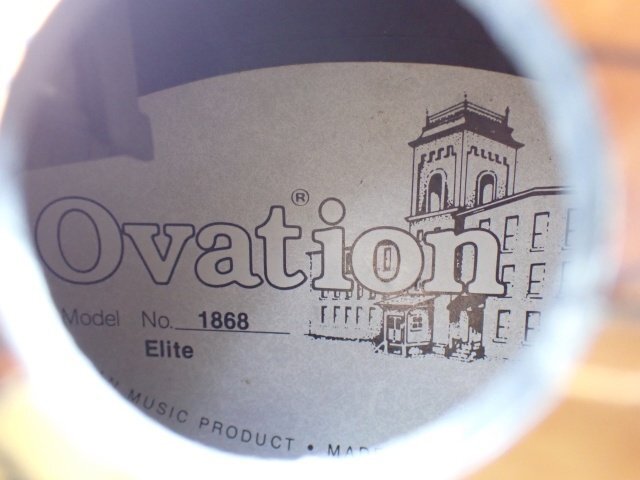 Ovation®
Model No. 1868
Elite
MUSIC PRODUCT •